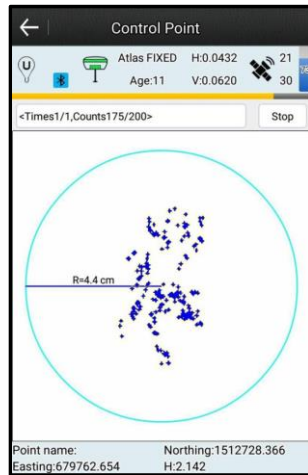 Control Point
Atlas FIXED H:0.0432 21
Age:11 V:0.0620 30
<Times1/1,Counts175/200> Stop
R=4.4 cm
Point name: Northing:1512728.366
Easting:679762.654 H:2.142